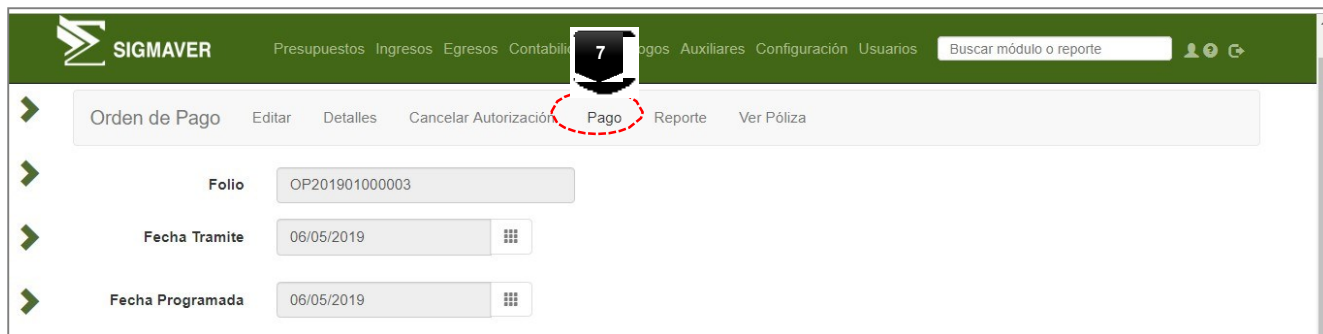 SIGMAVER Presupuestos Ingresos Egresos Contabili 7 ogos Auxiliares Configuración Usuarios Buscar módulo o reporte
Orden de Pago Editar Detalles Cancelar Autorización Pago Reporte Ver Póliza
Folio OP201901000003
Fecha Tramite 06/05/2019
Fecha Programada 06/05/2019